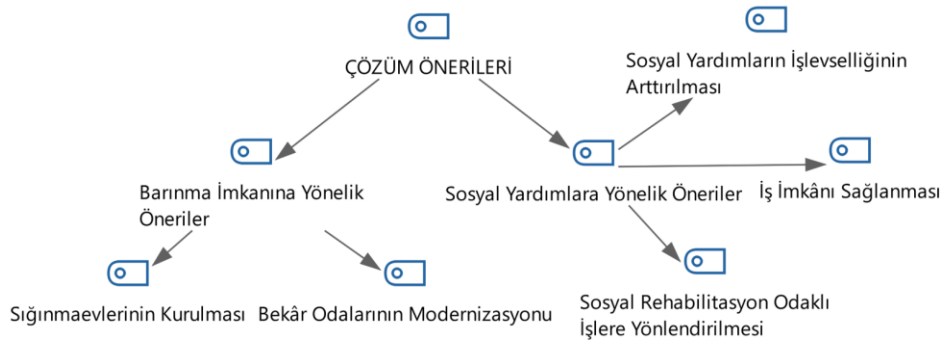 ÇÖZÜM ÖNERİLERİ
Sosyal Yardımların İşlevselliğinin
Arttırılması
Barınma İmkanına Yönelik
Öneriler
Sosyal Yardımlara Yönelik Öneriler
İş İmkânı Sağlanması
Sığınmaevlerinin Kurulması
Bekâr Odalarının Modernizasyonu
Sosyal Rehabilitasyon Odaklı
İşlere Yönlendirilmesi